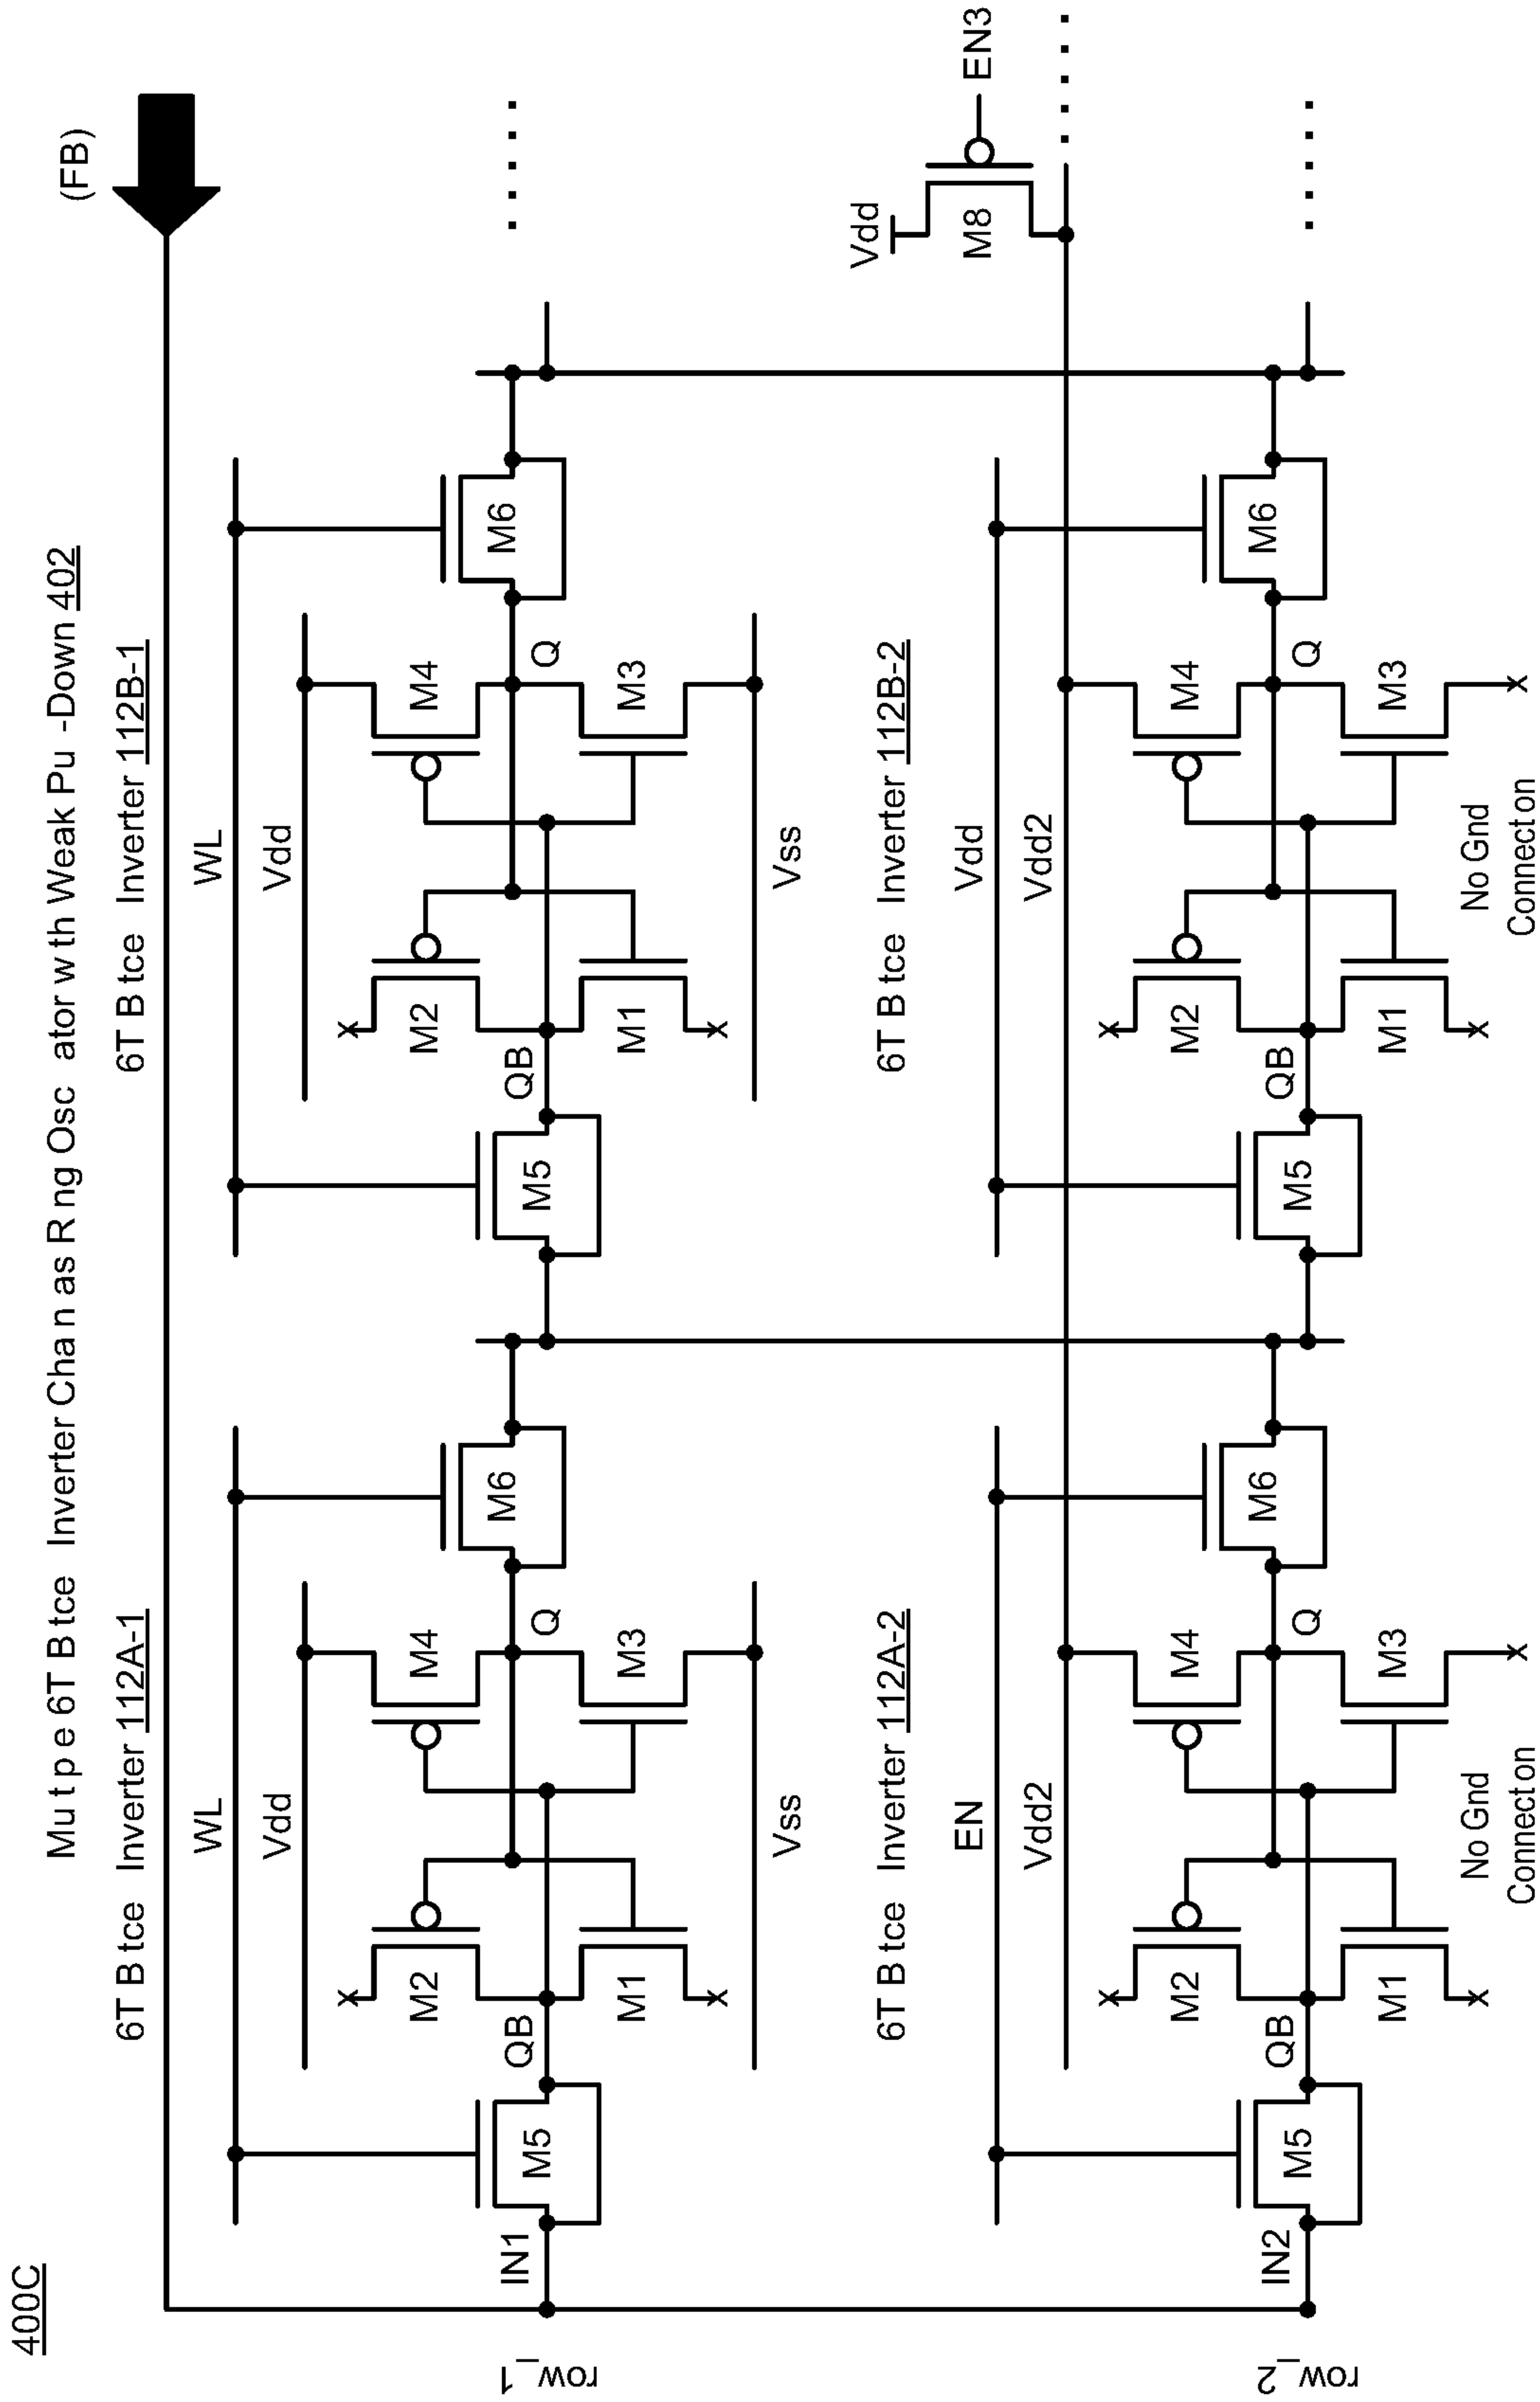 400C
Mu t p e 6T B tce Inverter Cha n as R ng Osc ator w th Weak Pu -Down 402
(FB)
6T B tce Inverter 112A-1
6T B tce Inverter 112B-1
WL
WL
Vdd
Vdd
M2
M4
M2
M4
M6
M6
QB
Q
QB
Q
IN1
M5
M5
row_1
M1
M3
M1
M3
Vss
Vss
Vdd
6T B tce Inverter 112A-2
6T B tce Inverter 112B-2
EN
Vdd
M8
EN3
Vdd2
Vdd2
M2
M4
M2
M4
M6
M6
QB
Q
QB
Q
IN2
M5
M5
row_2
M1
M3
M1
M3
No Gnd
Connect on
No Gnd
Connect on